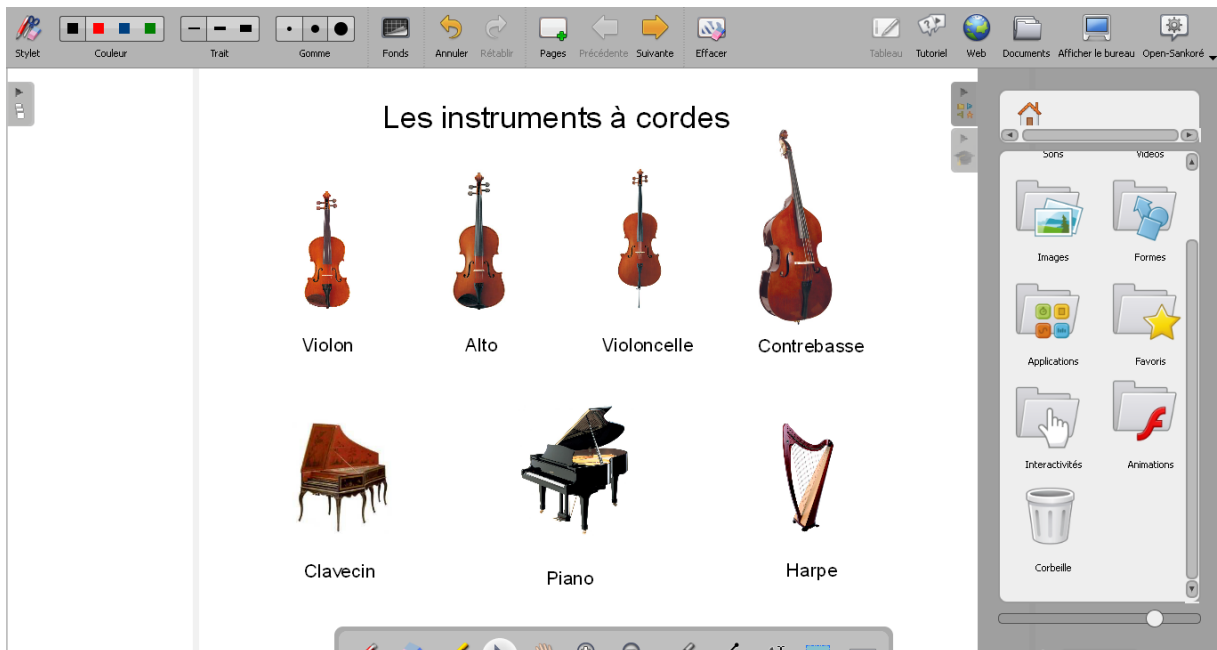 Stylet Couleur Trait Gomme Fonds Annuler Rétablir Pages Précédente Suivante Effacer Tableau Tutoriel Web Documents Afficher le bureau Open-Sankoré
Les instruments à cordes
Violon Alto Violoncelle Contrebasse
Clavecin Piano Harpe
Sons Vidéos
Images Formes
Applications Favoris
Interactivités Animations
Corbeille